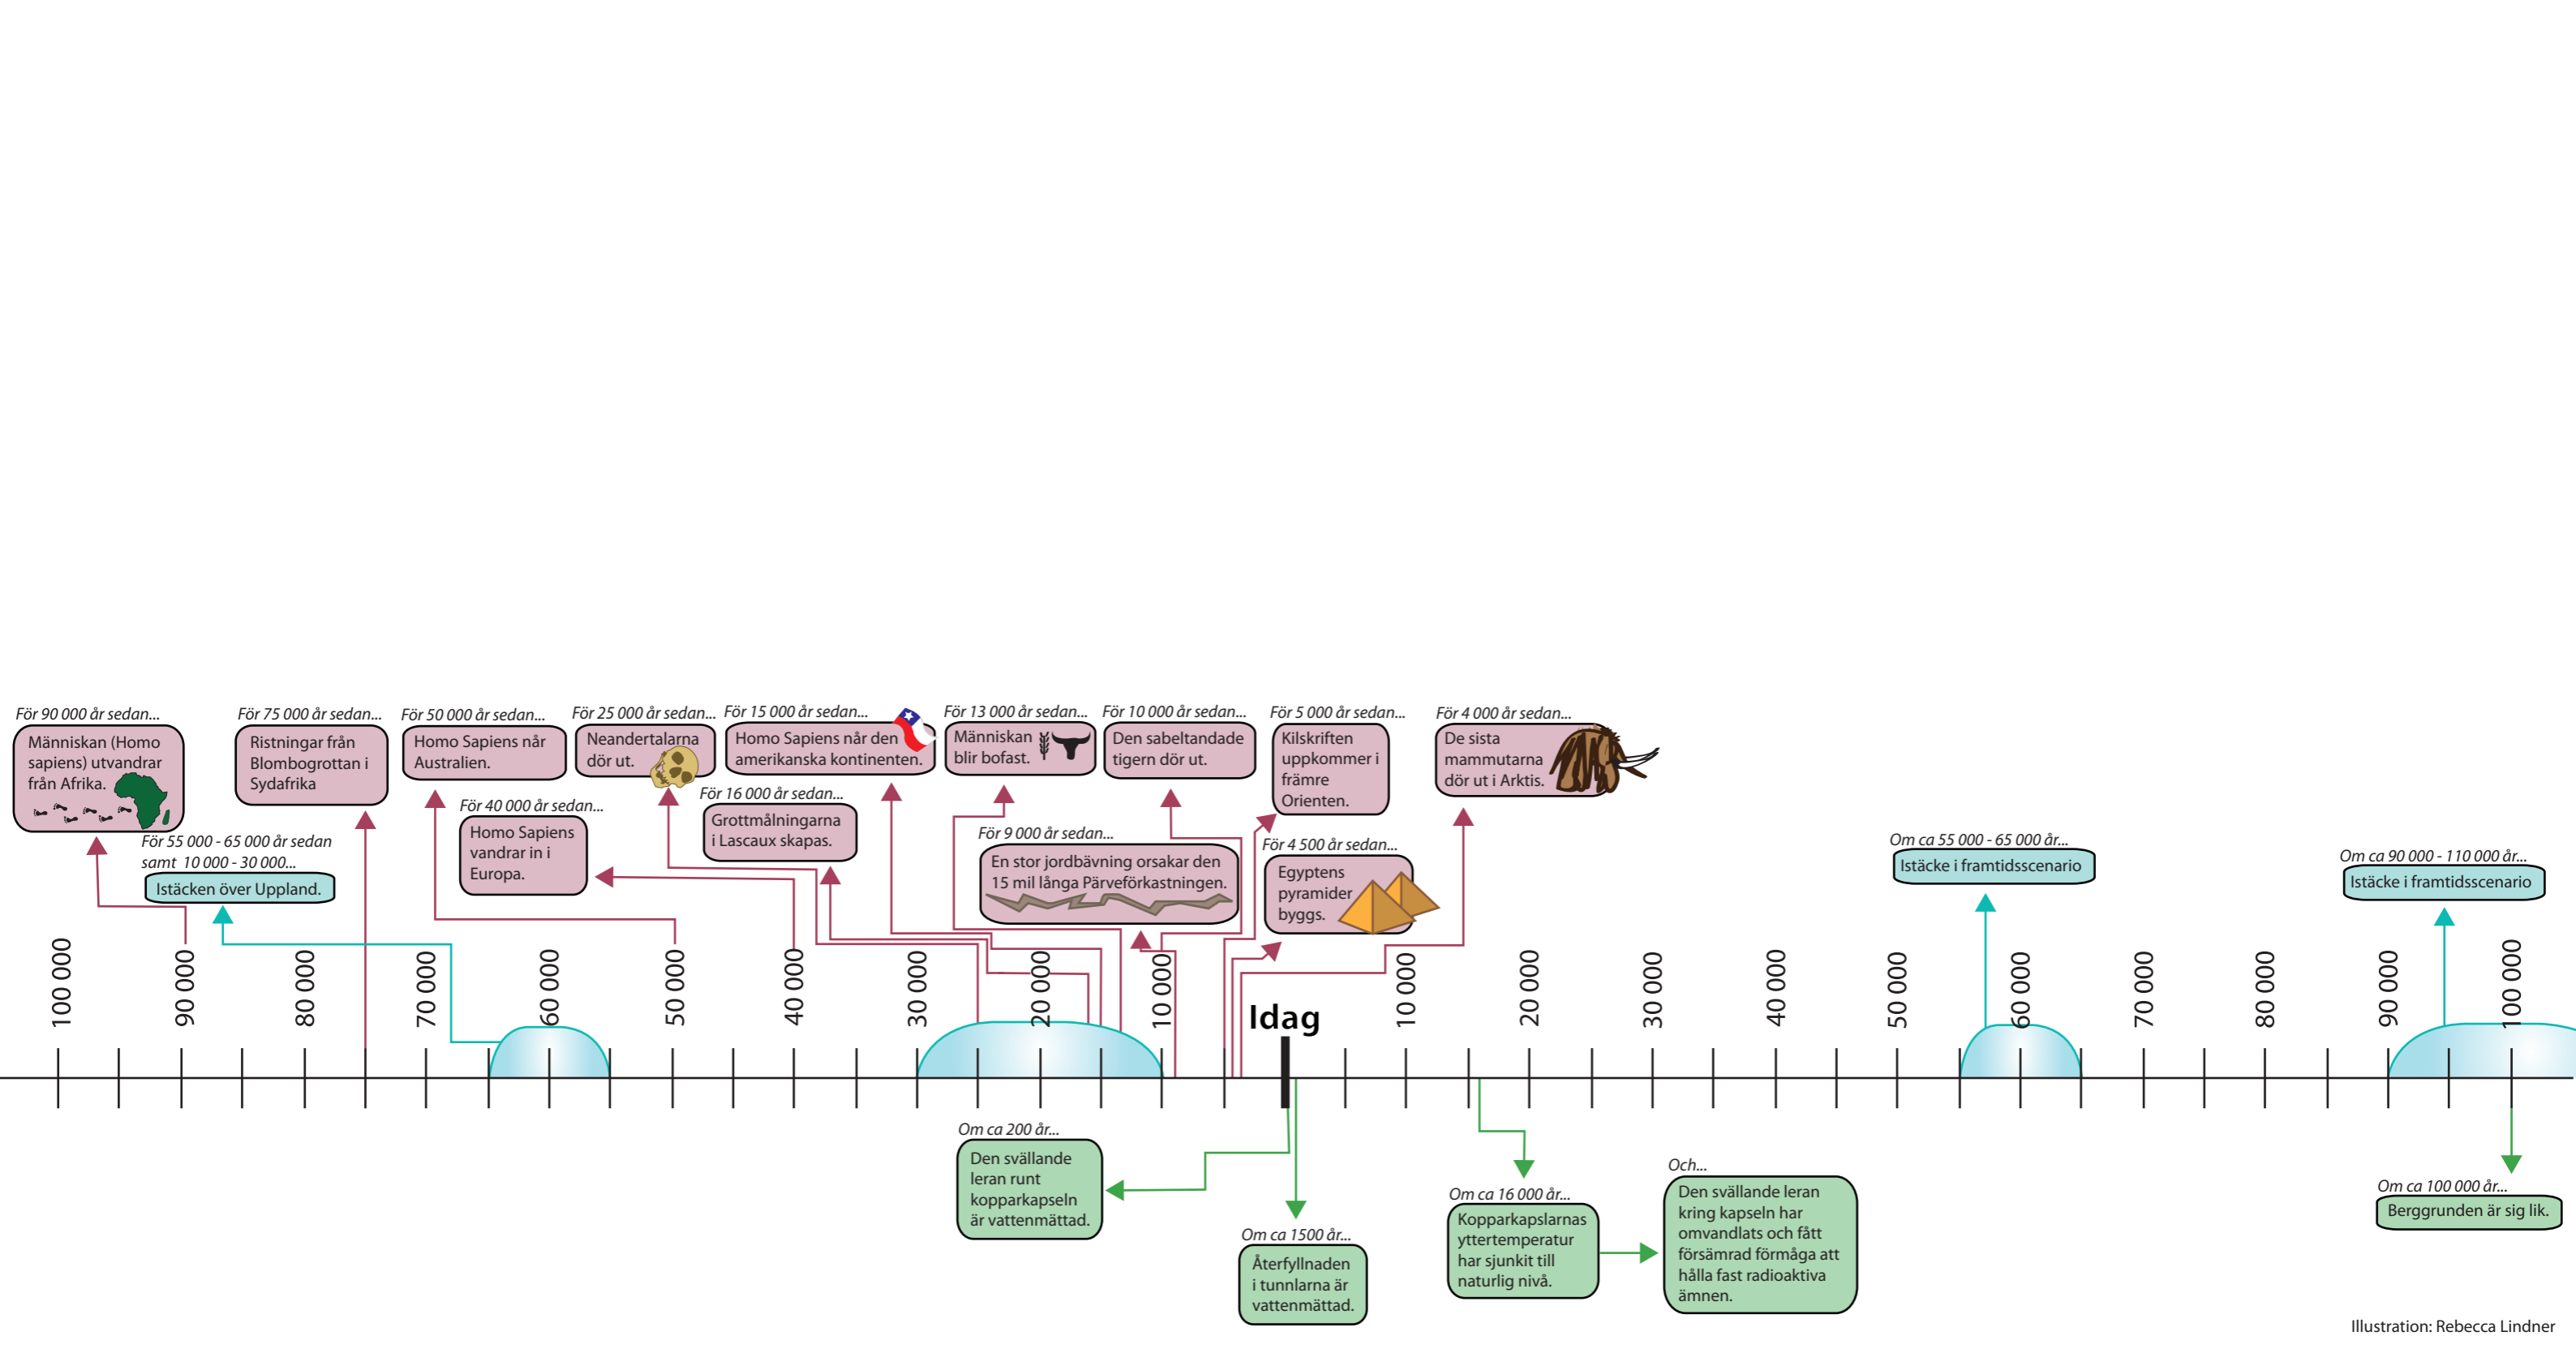 För 90 000 år sedan...
Människan (Homo
sapiens) utvandrar
från Afrika.
För 55 000 - 65 000 år sedan
samt 10 000 - 30 000...
Istäcken över Uppland.
För 75 000 år sedan...
Ristningar från
Blombogrottan i
Sydafrika
För 50 000 år sedan...
Homo Sapiens når
Australien.
För 40 000 år sedan...
Homo Sapiens
vandrar in i
Europa.
För 25 000 år sedan...
Neandertalarna
dör ut.
För 15 000 år sedan...
Homo Sapiens når den
amerikanska kontinenten.
För 16 000 år sedan...
Grottmålningarna
i Lascaux skapas.
För 13 000 år sedan...
Människan
blir bofast.
För 10 000 år sedan...
Den sabeltandade
tigern dör ut.
För 9 000 år sedan...
En stor jordbävning orsakar den
15 mil långa Pärveförkastningen.
För 5 000 år sedan...
Kilskriften
uppkommer i
främre
Orienten.
För 4 500 år sedan...
Egyptens
pyramider
byggs.
För 4 000 år sedan...
De sista
mammutarna
dör ut i Arktis.
Om ca 55 000 - 65 000 år...
Istäcke i framtidsscenario
Om ca 90 000 - 110 000 år...
Istäcke i framtidsscenario
100 000
90 000
80 000
70 000
60 000
50 000
40 000
30 000
20 000
10 000
Idag
10 000
20 000
30 000
40 000
50 000
60 000
70 000
80 000
90 000
100 000
Om ca 200 år...
Den svällande
leran runt
kopparkapseln
är vattenmättad.
Om ca 1500 år...
Återfyllnaden
i tunnlarna är
vattenmättad.
Om ca 16 000 år...
Kopparkapslarnas
yttertemperatur
har sjunkit till
naturlig nivå.
Och...
Den svällande leran
kring kapseln har
omvandlats och fått
försämrad förmåga att
hålla fast radioaktiva
ämnen.
Om ca 100 000 år...
Berggrunden är sig lik.
Illustration: Rebecca Lindner